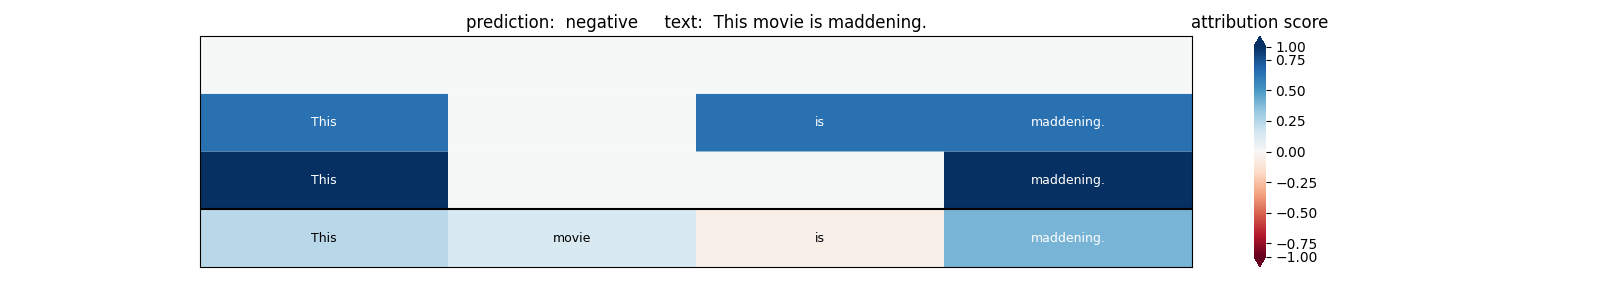 prediction:  negative     text:  This movie is maddening.
attribution score
This is maddening.
This maddening.
This movie is maddening.
1.00
0.75
0.50
0.25
0.00
−0.25
−0.50
−0.75
−1.00